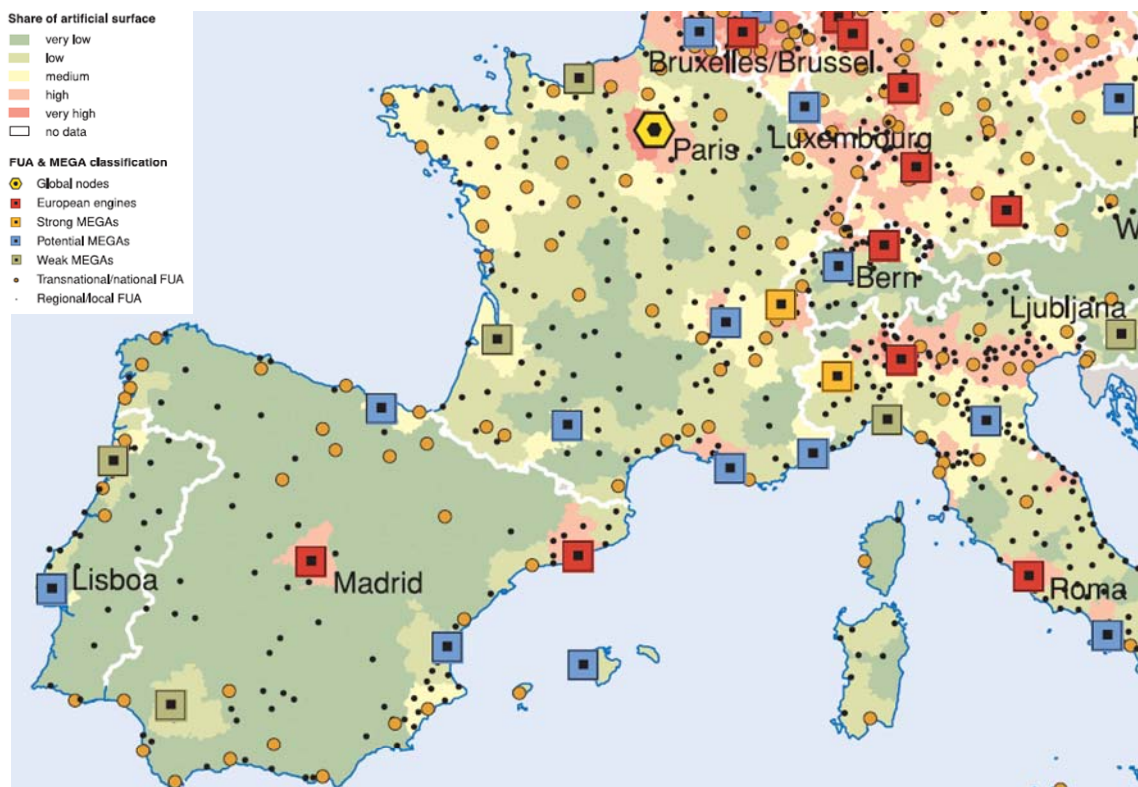 Share of artificial surface
very low
low
medium
high
very high
no data
FUA & MEGA classification
Global nodes
European engines
Strong MEGAs
Potential MEGAs
Weak MEGAs
Transnational/national FUA
Regional/local FUA
Bruxelles/Brussel
Paris
Luxembourg
W
Bern
Ljubljana
Lisboa
Madrid
Roma